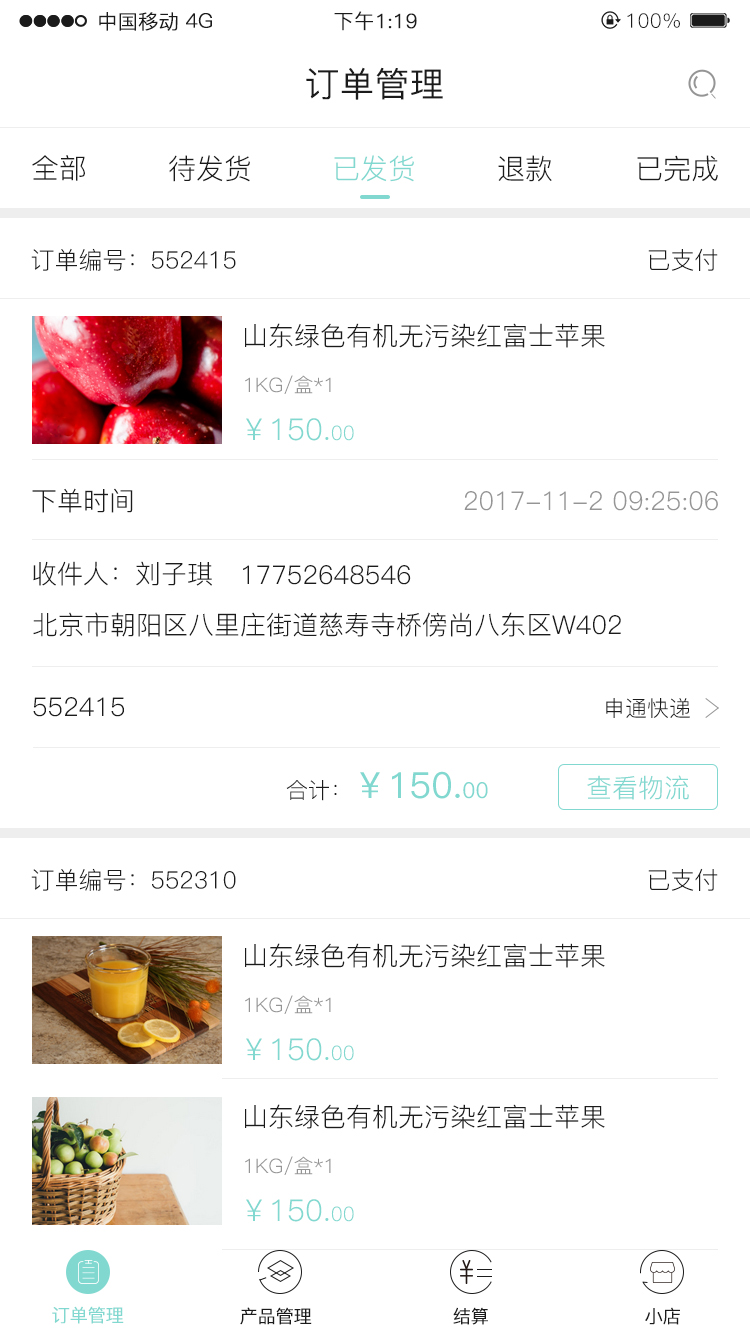 中国移动 4G 下午1:19 100%
订单管理
全部 待发货 已发货 退款 已完成
订单编号：552415 已支付
山东绿色有机无污染红富士苹果
1KG/盒*1
￥150.00
下单时间 2017-11-2 09:25:06
收件人：刘子琪 17752648546
北京市朝阳区八里庄街道慈寿寺桥傍尚八东区W402
552415 申通快递
合计：￥150.00 查看物流
订单编号：552310 已支付
山东绿色有机无污染红富士苹果
1KG/盒*1
￥150.00
山东绿色有机无污染红富士苹果
1KG/盒*1
￥150.00
订单管理 产品管理 结算 小店